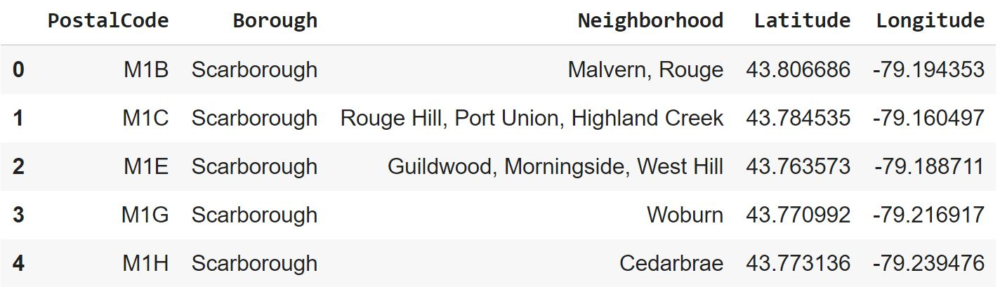 PostalCode Borough Neighborhood Latitude Longitude
0 M1B Scarborough Malvern, Rouge 43.806686 -79.194353
1 M1C Scarborough Rouge Hill, Port Union, Highland Creek 43.784535 -79.160497
2 M1E Scarborough Guildwood, Morningside, West Hill 43.763573 -79.188711
3 M1G Scarborough Woburn 43.770992 -79.216917
4 M1H Scarborough Cedarbrae 43.773136 -79.239476